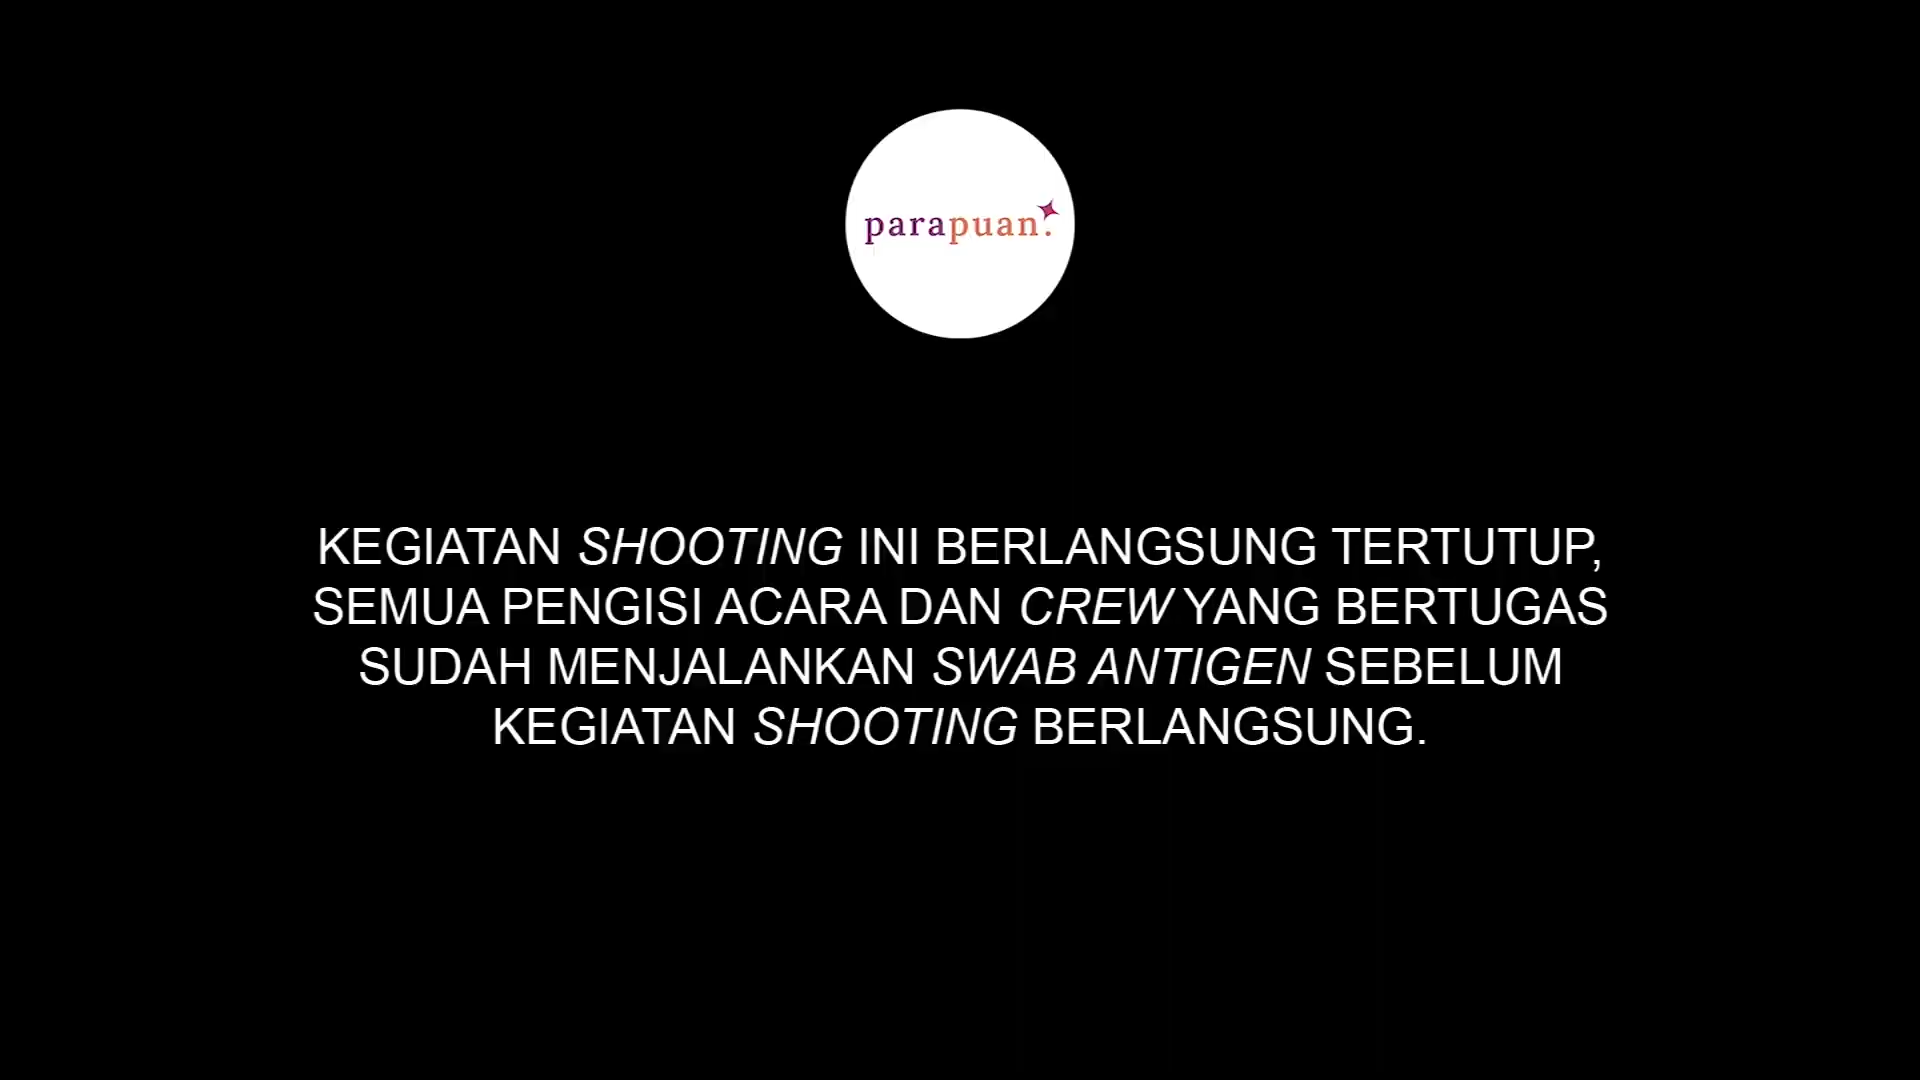 parapuan.
KEGIATAN SHOOTING INI BERLANGSUNG TERTUTUP,
SEMUA PENGISI ACARA DAN CREW YANG BERTUGAS
SUDAH MENJALANKAN SWAB ANTIGEN SEBELUM
KEGIATAN SHOOTING BERLANGSUNG.